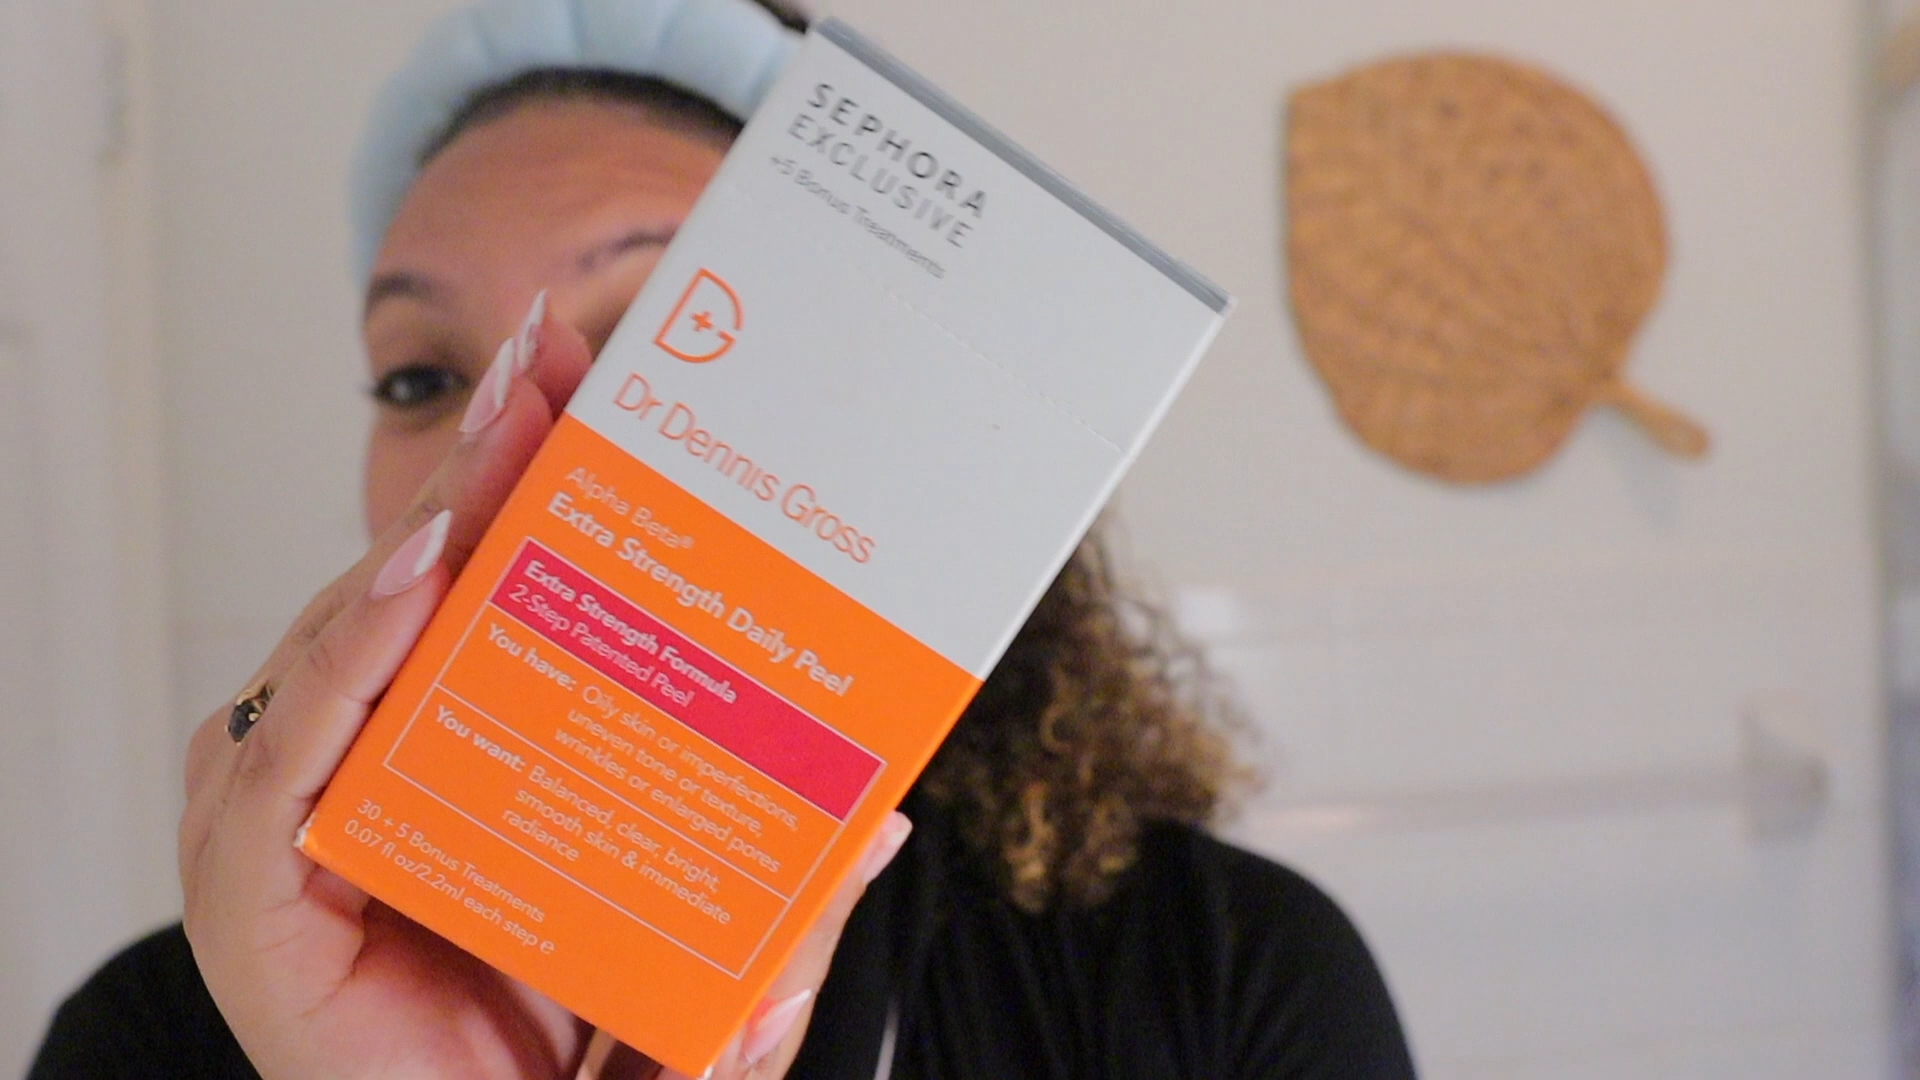 SEPHORA
EXCLUSIVE
+5 Bonus Treatments
Dr Dennis Gross
Alpha Beta®
Extra Strength Daily Peel
Extra Strength Formula
2-Step Patented Peel
You have: Oily skin or imperfections,
uneven tone or texture,
wrinkles or enlarged pores
You want: Balanced, clear, bright,
smooth skin & immediate
radiance
30 + 5 Bonus Treatments
0.07 fl oz/2.2ml each step ℮